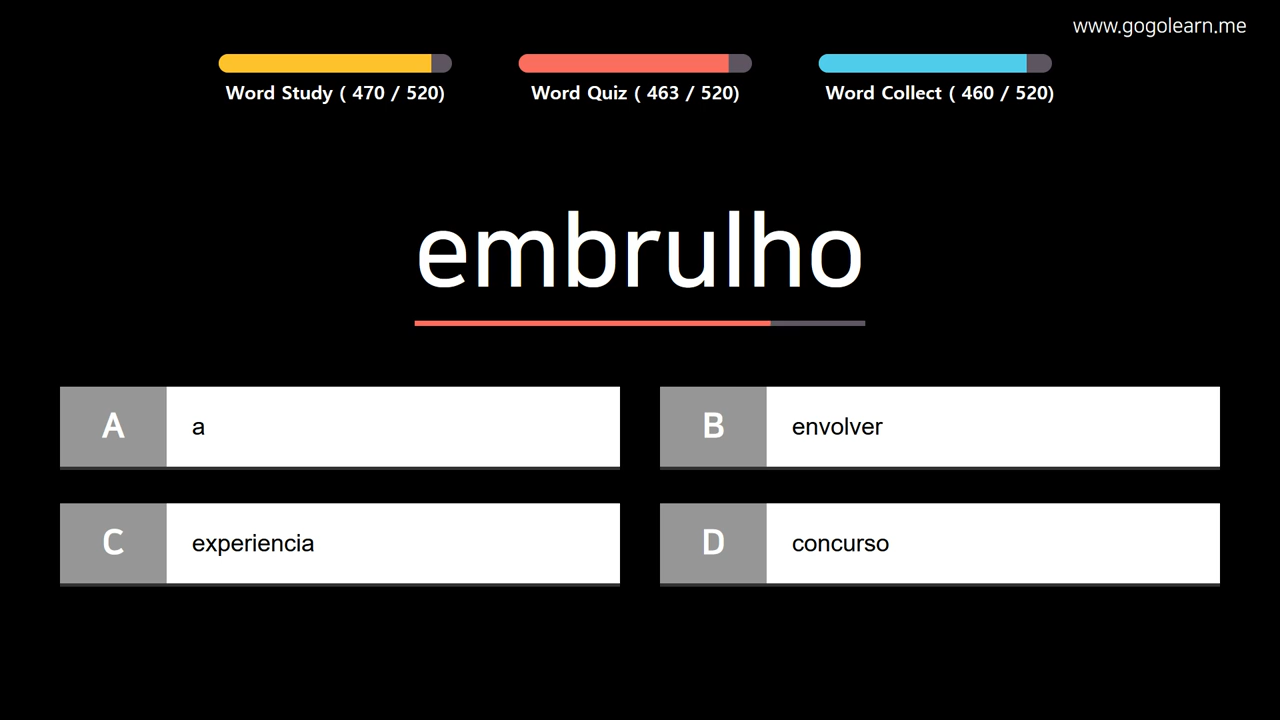 www.gogolearn.me
Word Study ( 470 / 520)
Word Quiz ( 463 / 520)
Word Collect ( 460 / 520)
embrulho
A a
B envolver
C experiencia
D concurso